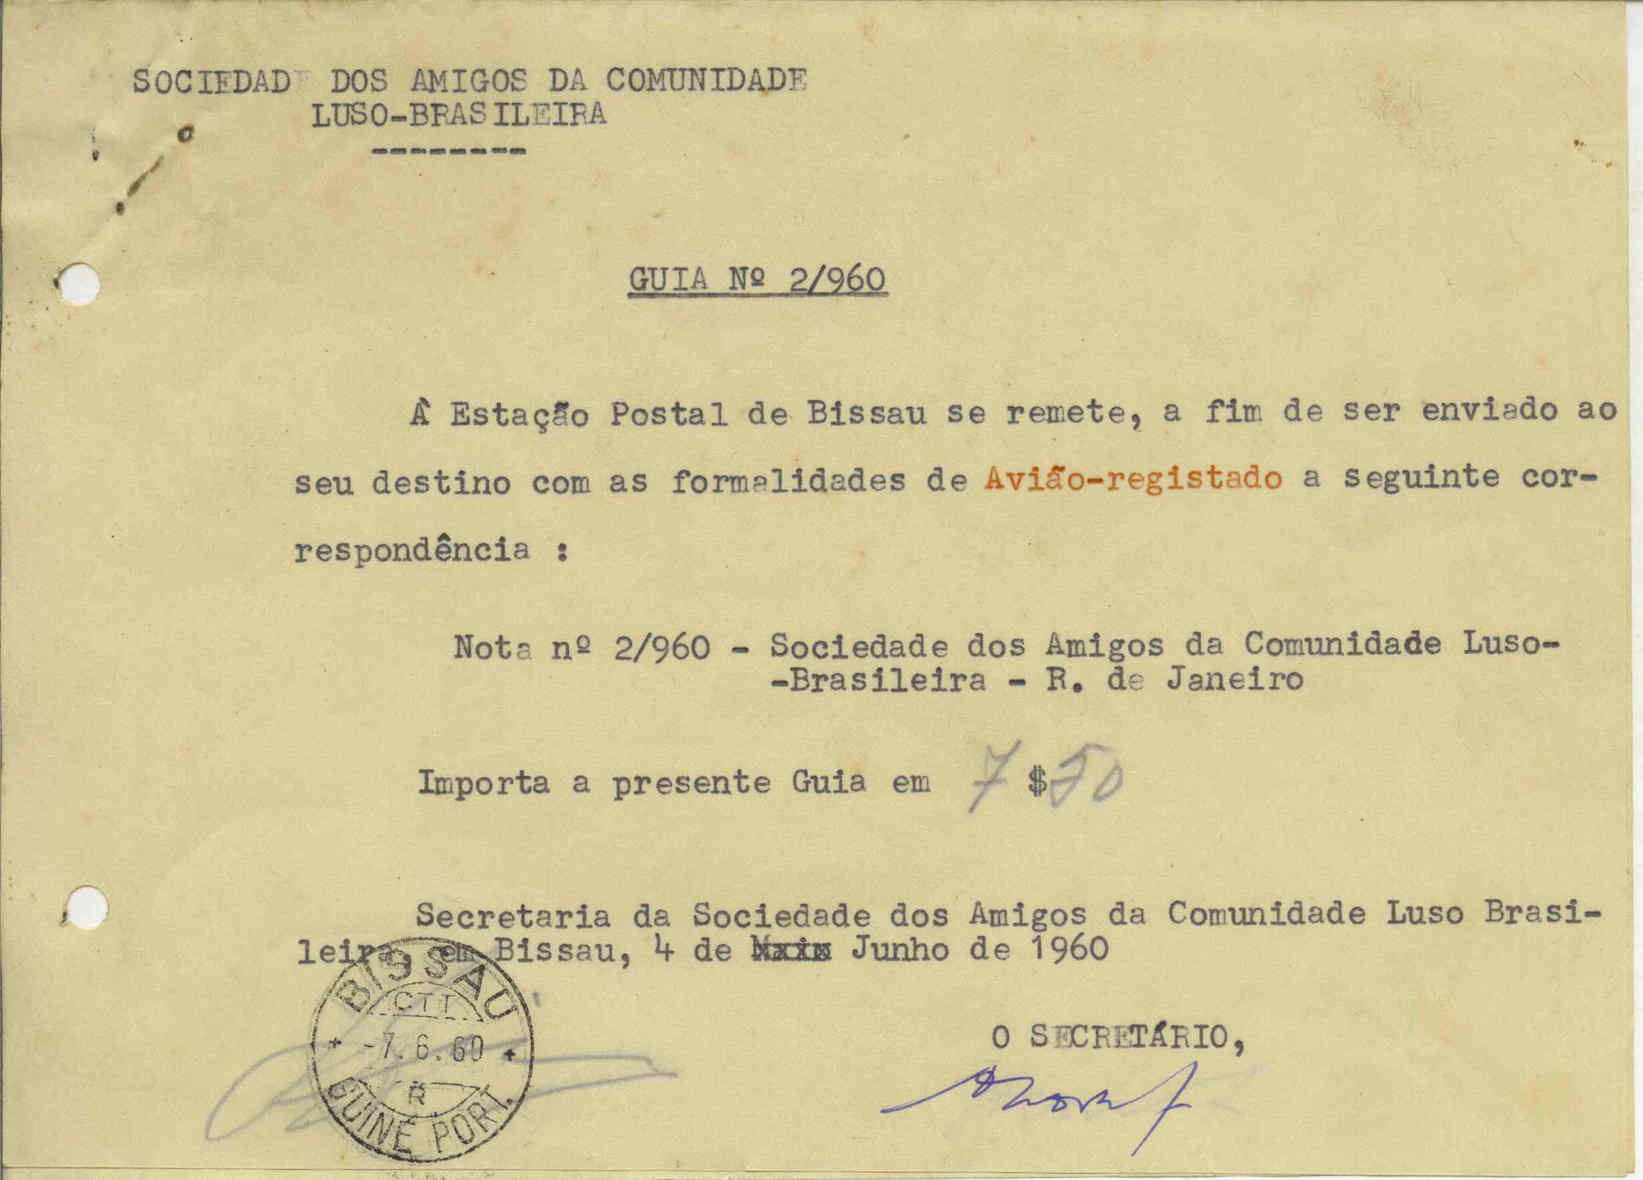 SOCIEDADE DOS AMIGOS DA COMUNIDADE
LUSO-BRASILEIRA
--------
GUIA Nº 2/960
À Estação Postal de Bissau se remete, a fim de ser enviado ao
seu destino com as formalidades de Avião-registado a seguinte cor-
respondência :
Nota nº 2/960 - Sociedade dos Amigos da Comunidade Luso-
-Brasileira - R. de Janeiro
Importa a presente Guia em 7$50
Secretaria da Sociedade dos Amigos da Comunidade Luso Brasi-
leira, em Bissau, 4 de Junho de 1960
BISSAU
CTT
-7.6.60
R
GUINÉ PORT.
O SECRETÁRIO,